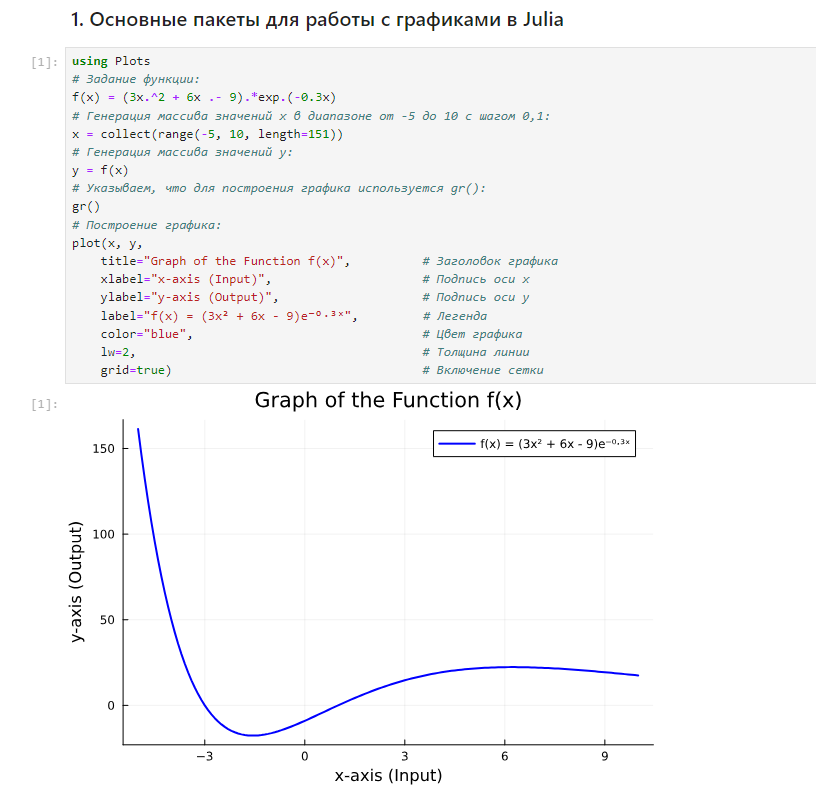 1. Основные пакеты для работы с графиками в Julia
[1]:
using Plots
# Задание функции:
f(x) = (3x.^2 + 6x .- 9).*exp.(-0.3x)
# Генерация массива значений x в диапазоне от -5 до 10 с шагом 0,1:
x = collect(range(-5, 10, length=151))
# Генерация массива значений y:
y = f(x)
# Указываем, что для построения графика используется gr():
gr()
# Построение графика:
plot(x, y,
    title="Graph of the Function f(x)",          # Заголовок графика
    xlabel="x-axis (Input)",                     # Подпись оси x
    ylabel="y-axis (Output)",                    # Подпись оси y
    label="f(x) = (3x² + 6x - 9)e⁻⁰·³ˣ",         # Легенда
    color="blue",                                # Цвет графика
    lw=2,                                        # Толщина линии
    grid=true)                                   # Включение сетки
[1]:
Graph of the Function f(x)
f(x) = (3x² + 6x - 9)e⁻⁰·³ˣ
150
100
50
0
y-axis (Output)
−3 0 3 6 9
x-axis (Input)